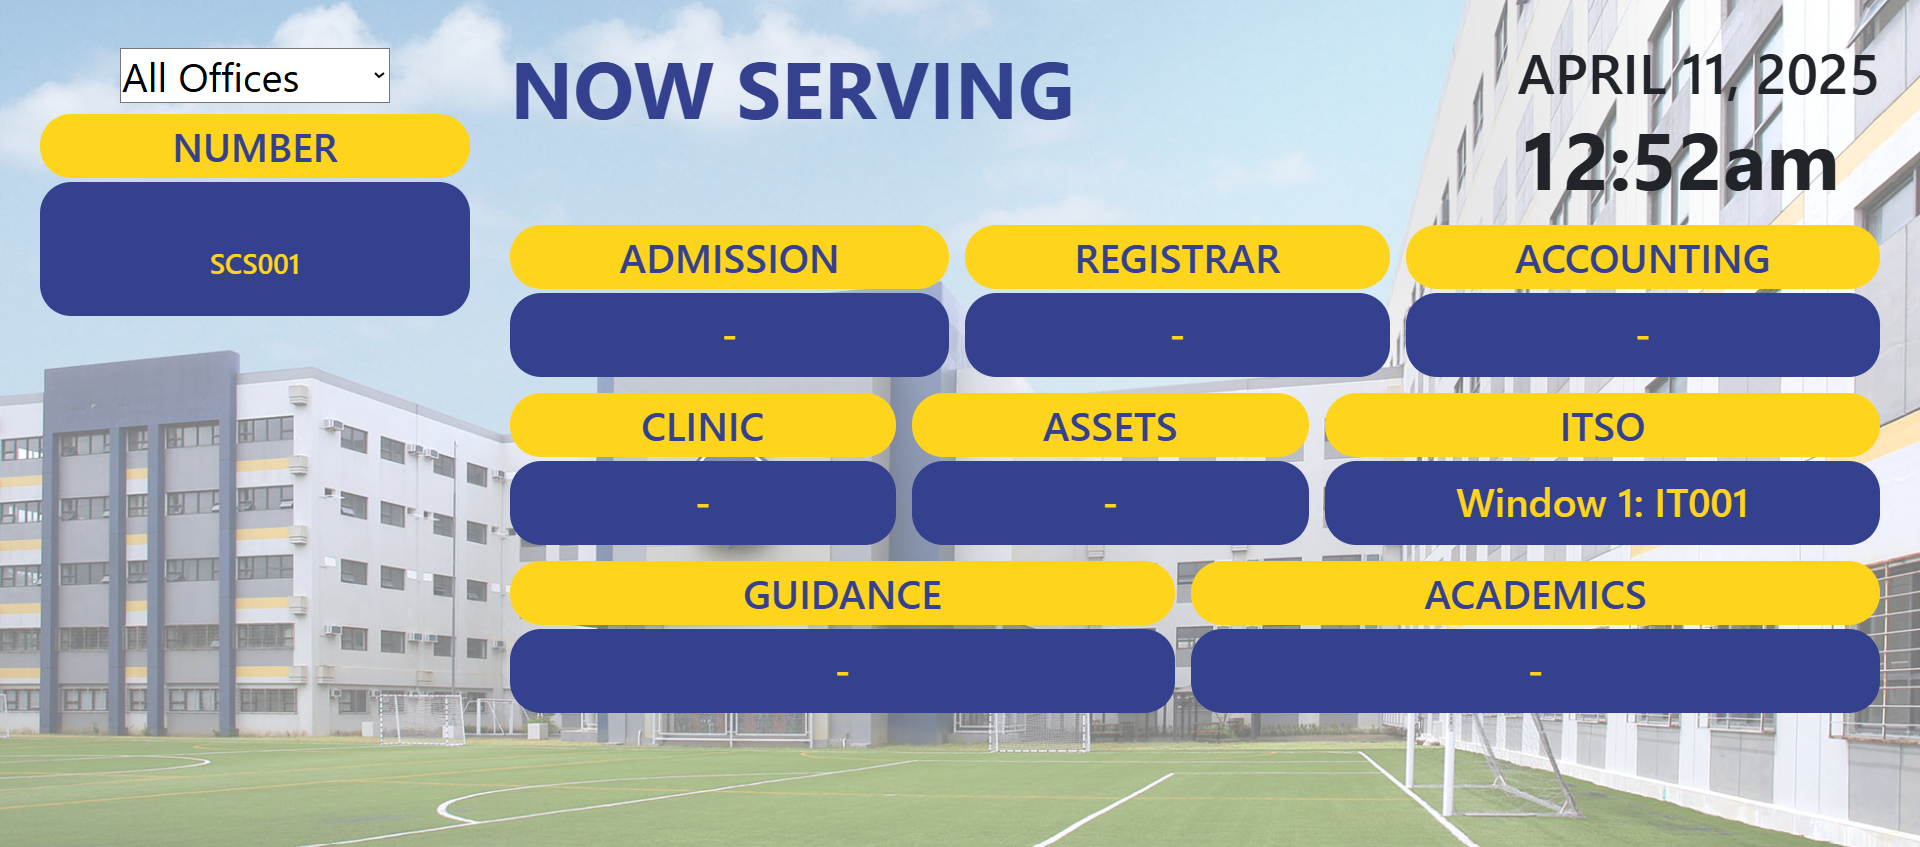 All Offices
NUMBER
SCS001
NOW SERVING
APRIL 11, 2025
12:52am
ADMISSION
-
REGISTRAR
-
ACCOUNTING
-
CLINIC
-
ASSETS
-
ITSO
Window 1: IT001
GUIDANCE
-
ACADEMICS
-